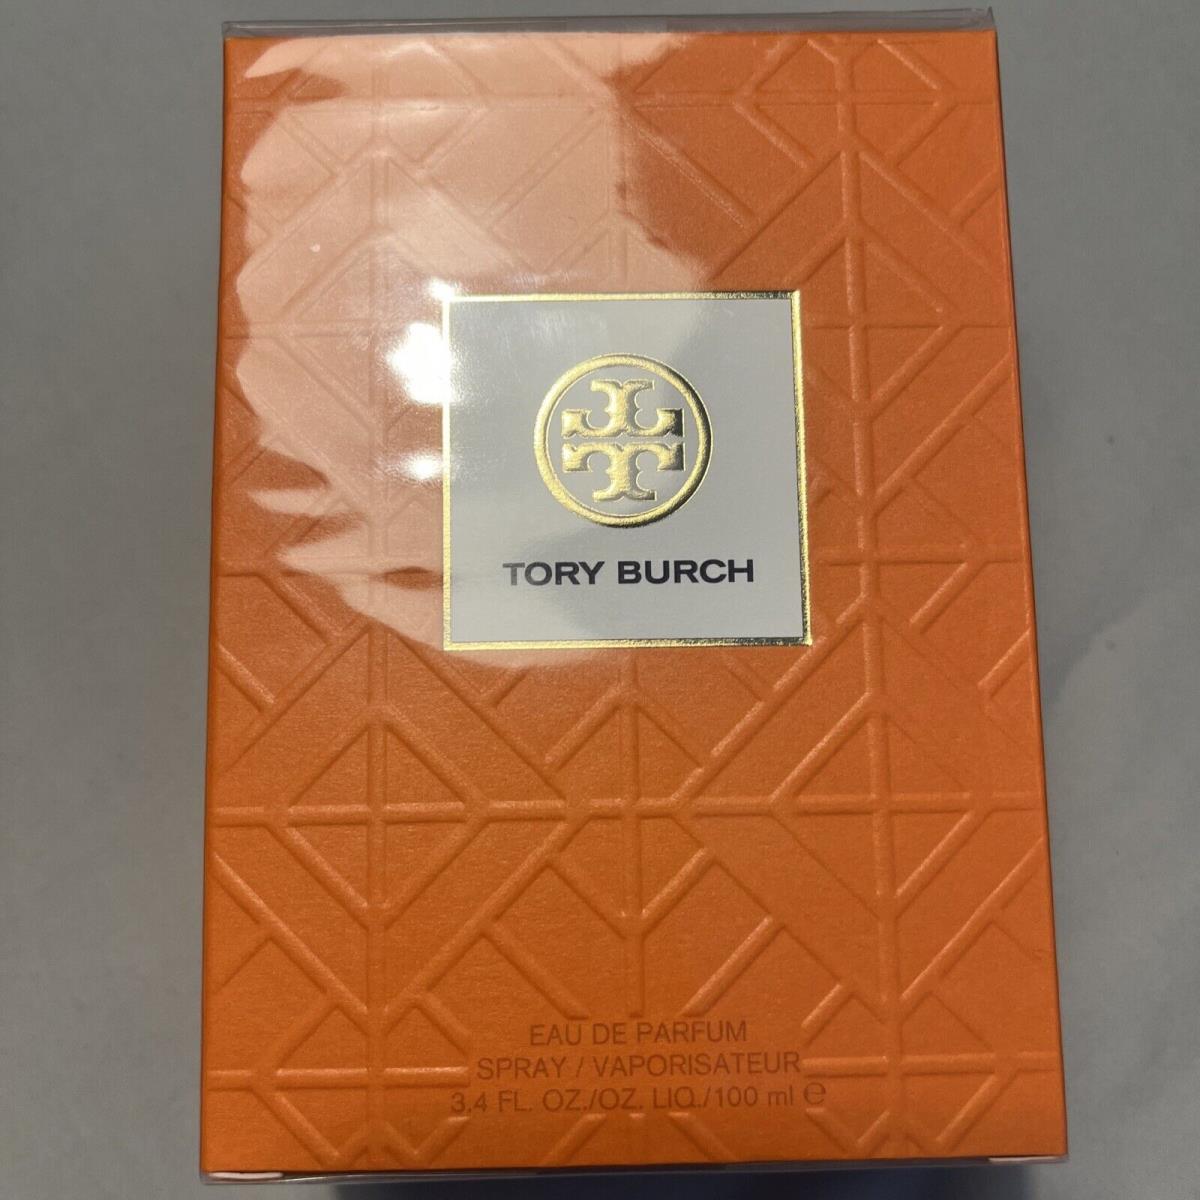 TORY BURCH
EAU DE PARFUM
SPRAY / VAPORISATEUR
3.4 FL. OZ./OZ. LIQ./100 ml ℮